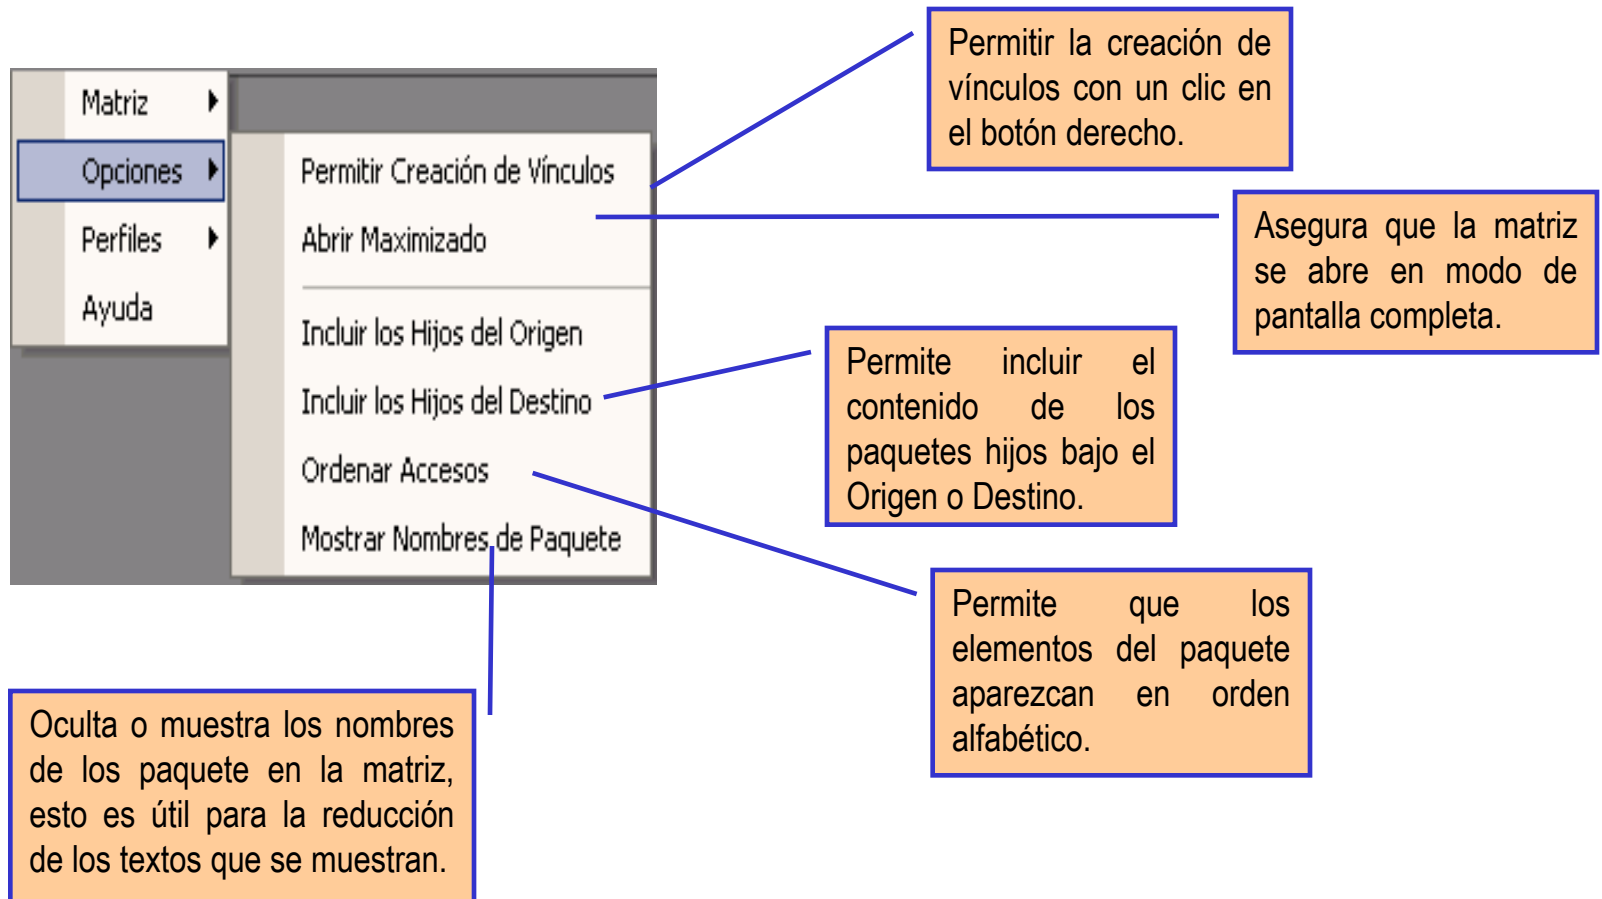 Matriz
Opciones
Perfiles
Ayuda
Permitir Creación de Vínculos
Abrir Maximizado
Incluir los Hijos del Origen
Incluir los Hijos del Destino
Ordenar Accesos
Mostrar Nombres de Paquete
Permitir la creación de
vínculos con un clic en
el botón derecho.
Asegura que la matriz
se abre en modo de
pantalla completa.
Permite incluir el
contenido de los
paquetes hijos bajo el
Origen o Destino.
Permite que los
elementos del paquete
aparezcan en orden
alfabético.
Oculta o muestra los nombres
de los paquete en la matriz,
esto es útil para la reducción
de los textos que se muestran.